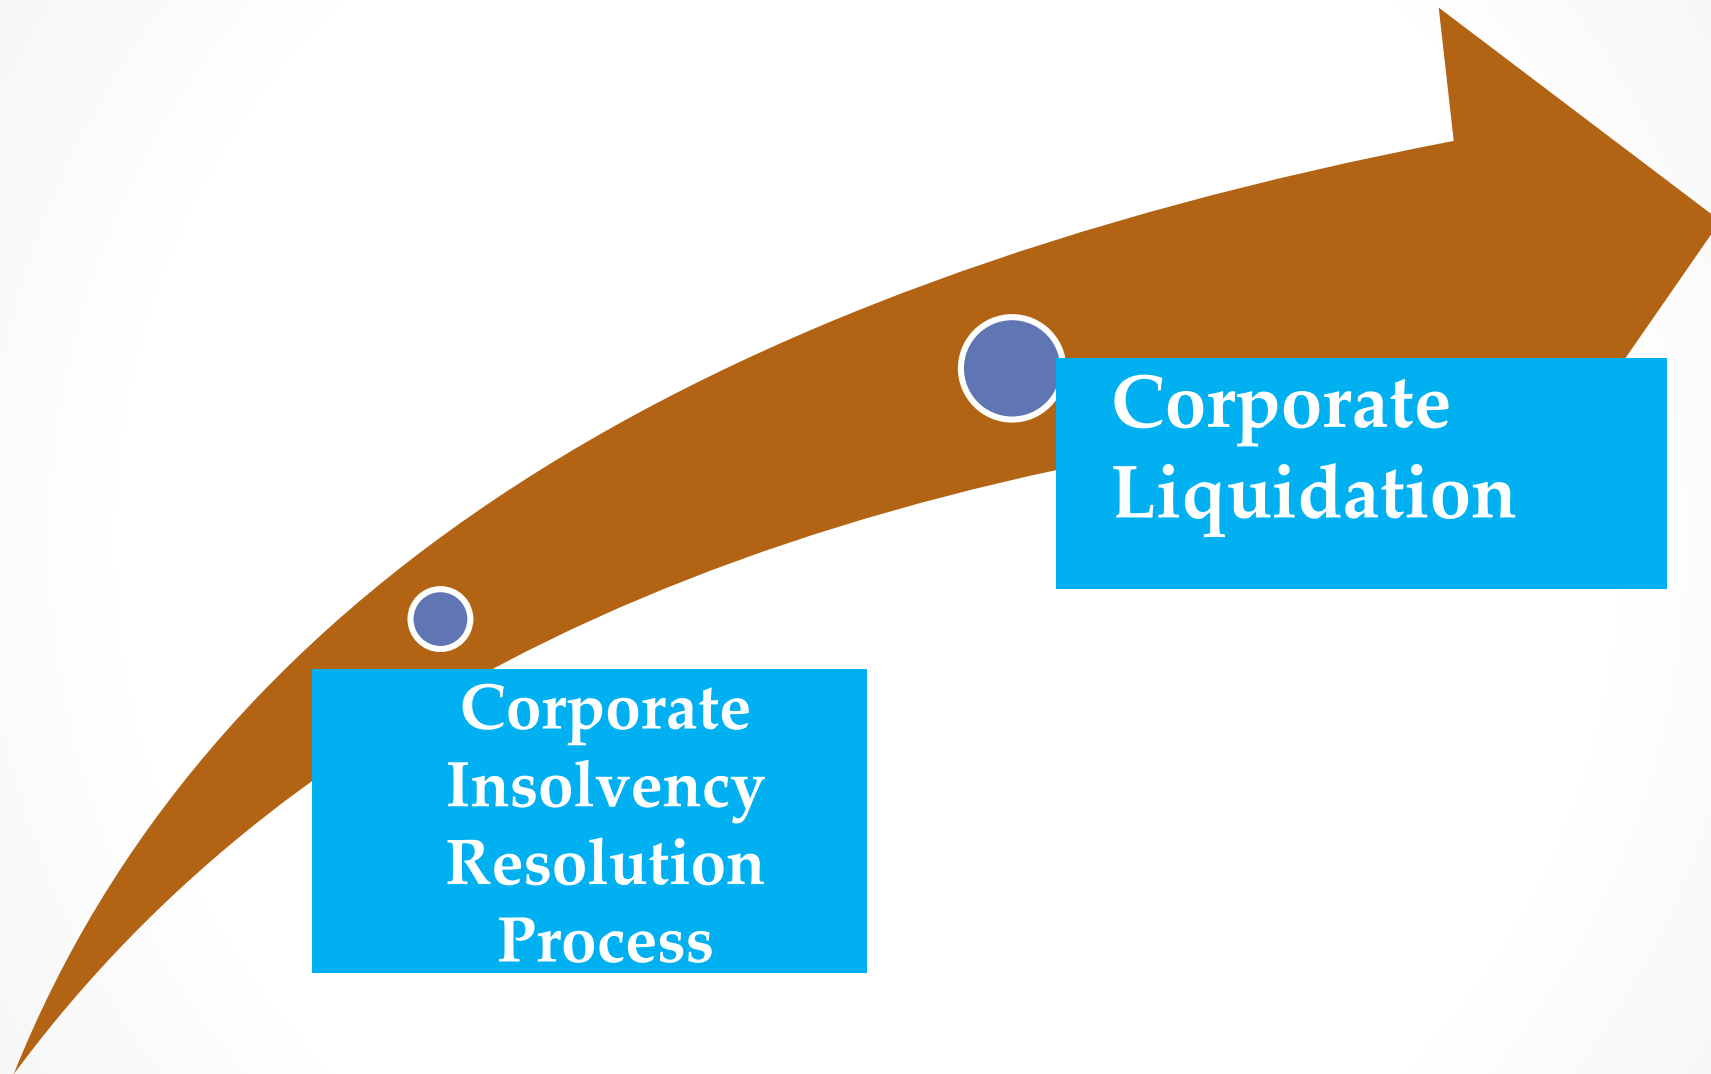 Corporate
Liquidation
Corporate
Insolvency
Resolution
Process